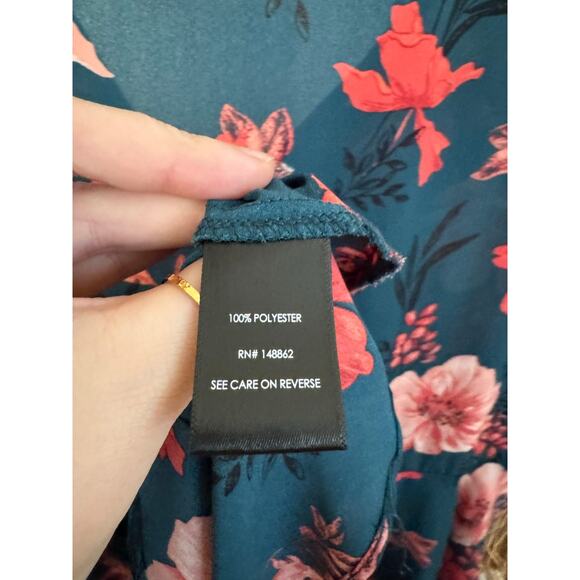 100% POLYESTER
RN# 148862
SEE CARE ON REVERSE